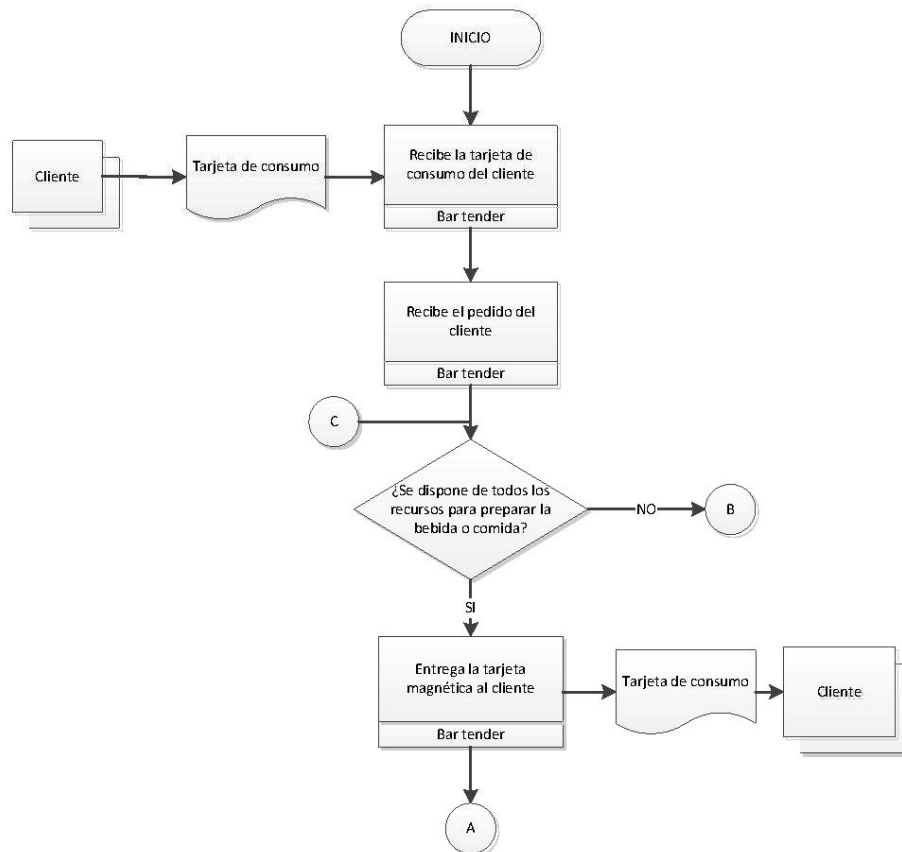 INICIO
Cliente
Tarjeta de consumo
Recibe la tarjeta de
consumo del cliente
Bar tender
Recibe el pedido del
cliente
Bar tender
C
¿Se dispone de todos los
recursos para preparar la
bebida o comida?
NO
B
SI
Entrega la tarjeta
magnética al cliente
Bar tender
Tarjeta de consumo
Cliente
A